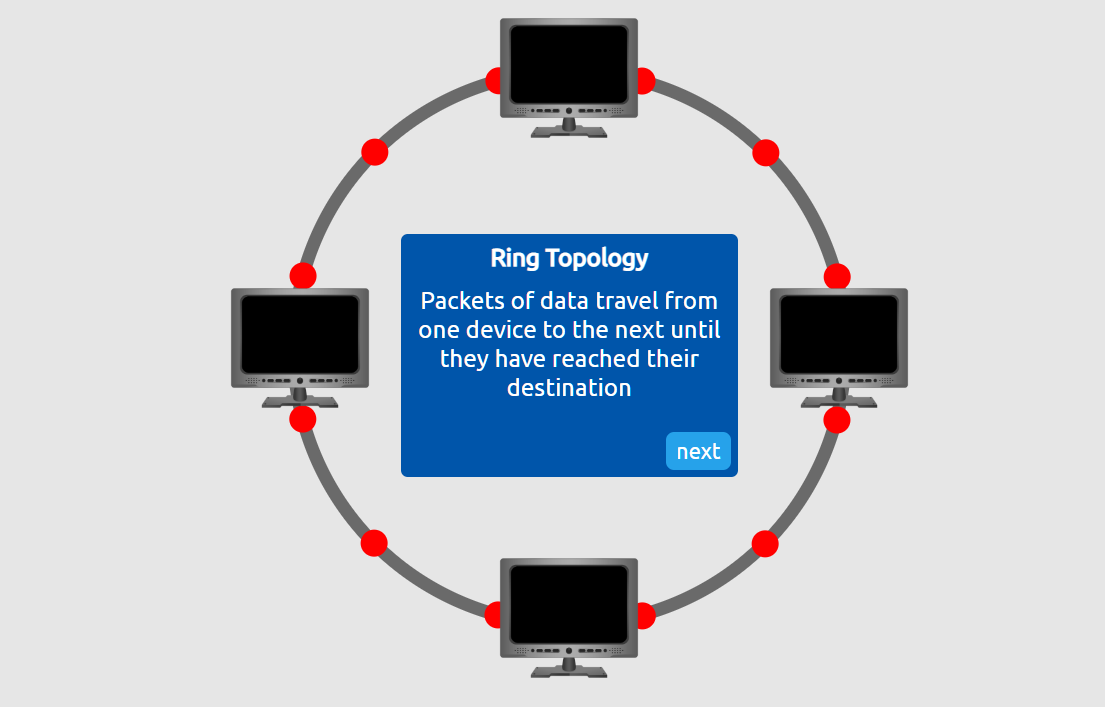 Ring Topology
Packets of data travel from
one device to the next until
they have reached their
destination
next